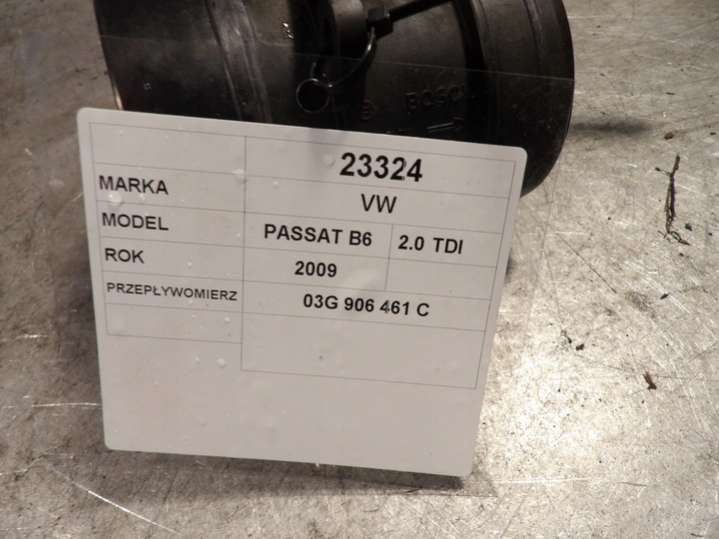 BOSCH
23324
MARKA VW
MODEL PASSAT B6 2.0 TDI
ROK 2009
PRZEPŁYWOMIERZ 03G 906 461 C